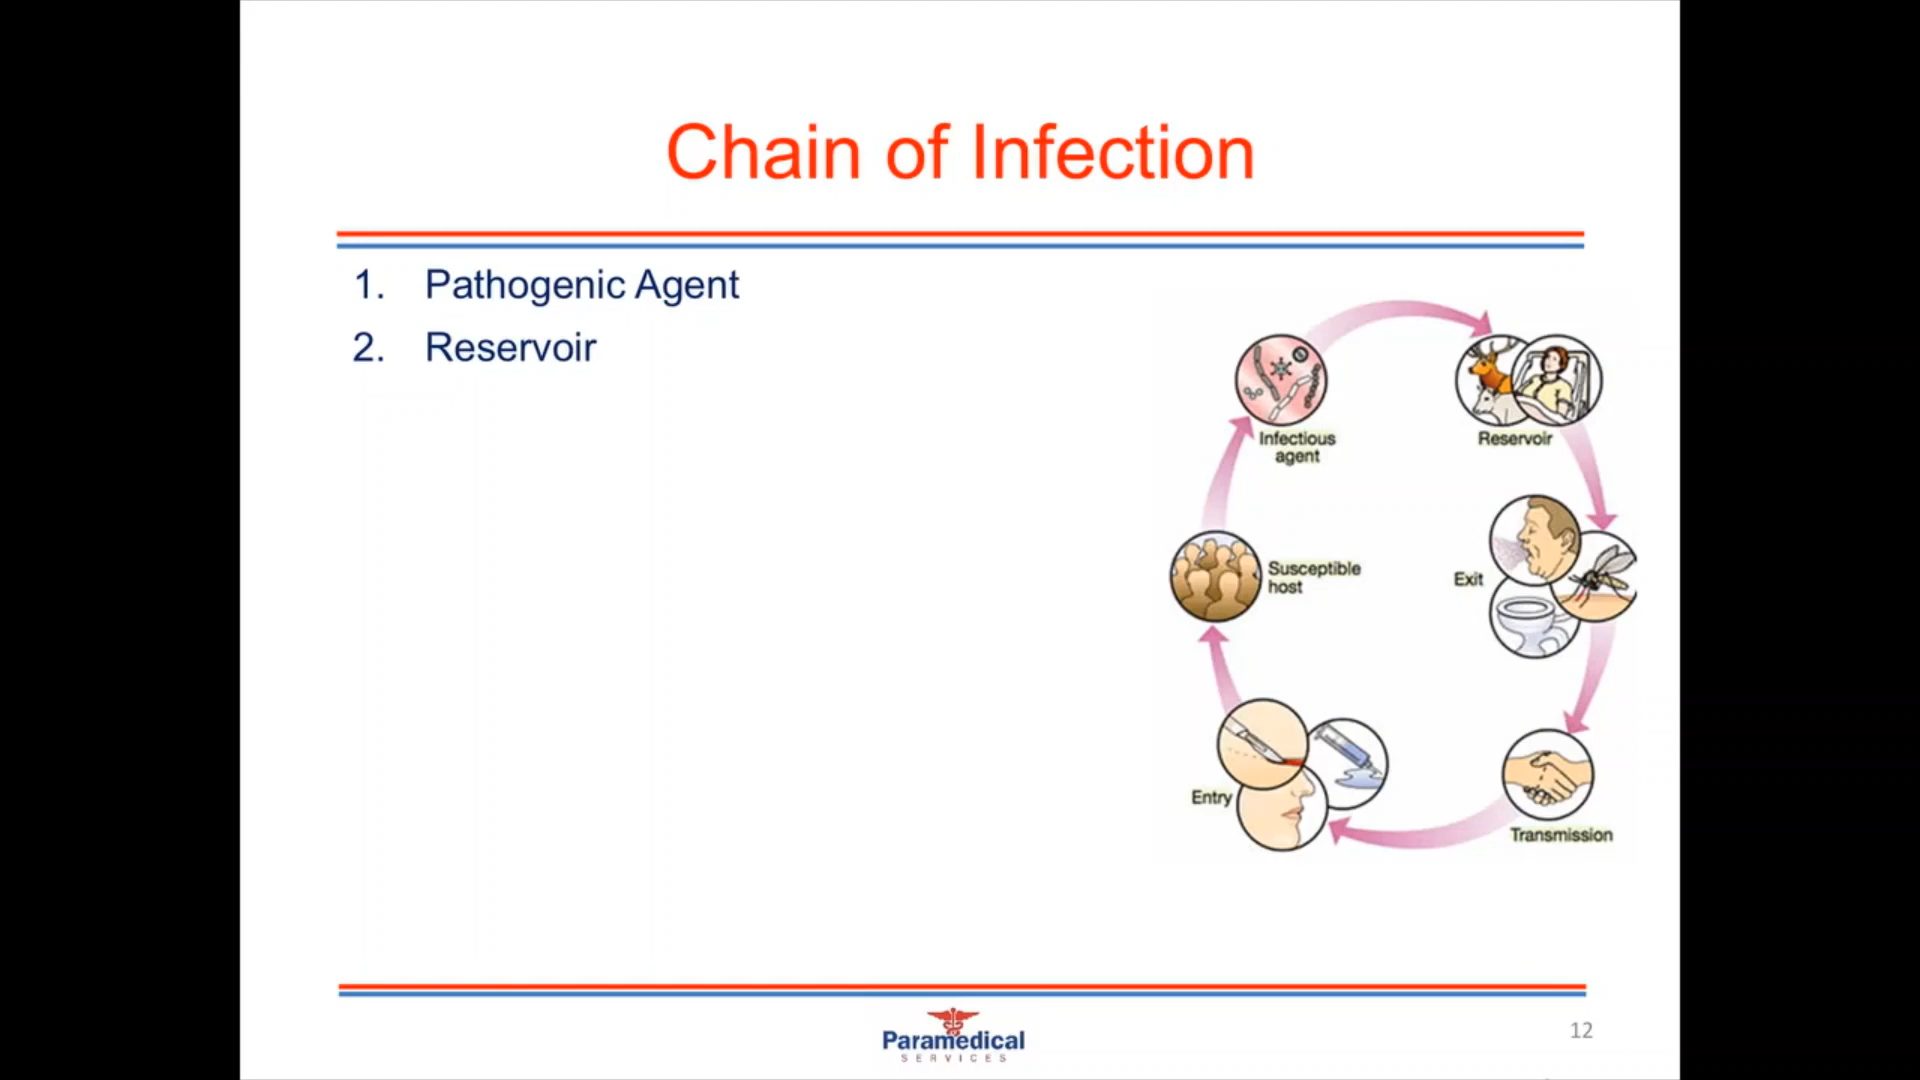 Chain of Infection
1. Pathogenic Agent
2. Reservoir
Infectious
agent
Reservoir
Susceptible
host
Exit
Entry
Transmission
Paramedical
SERVICES
12